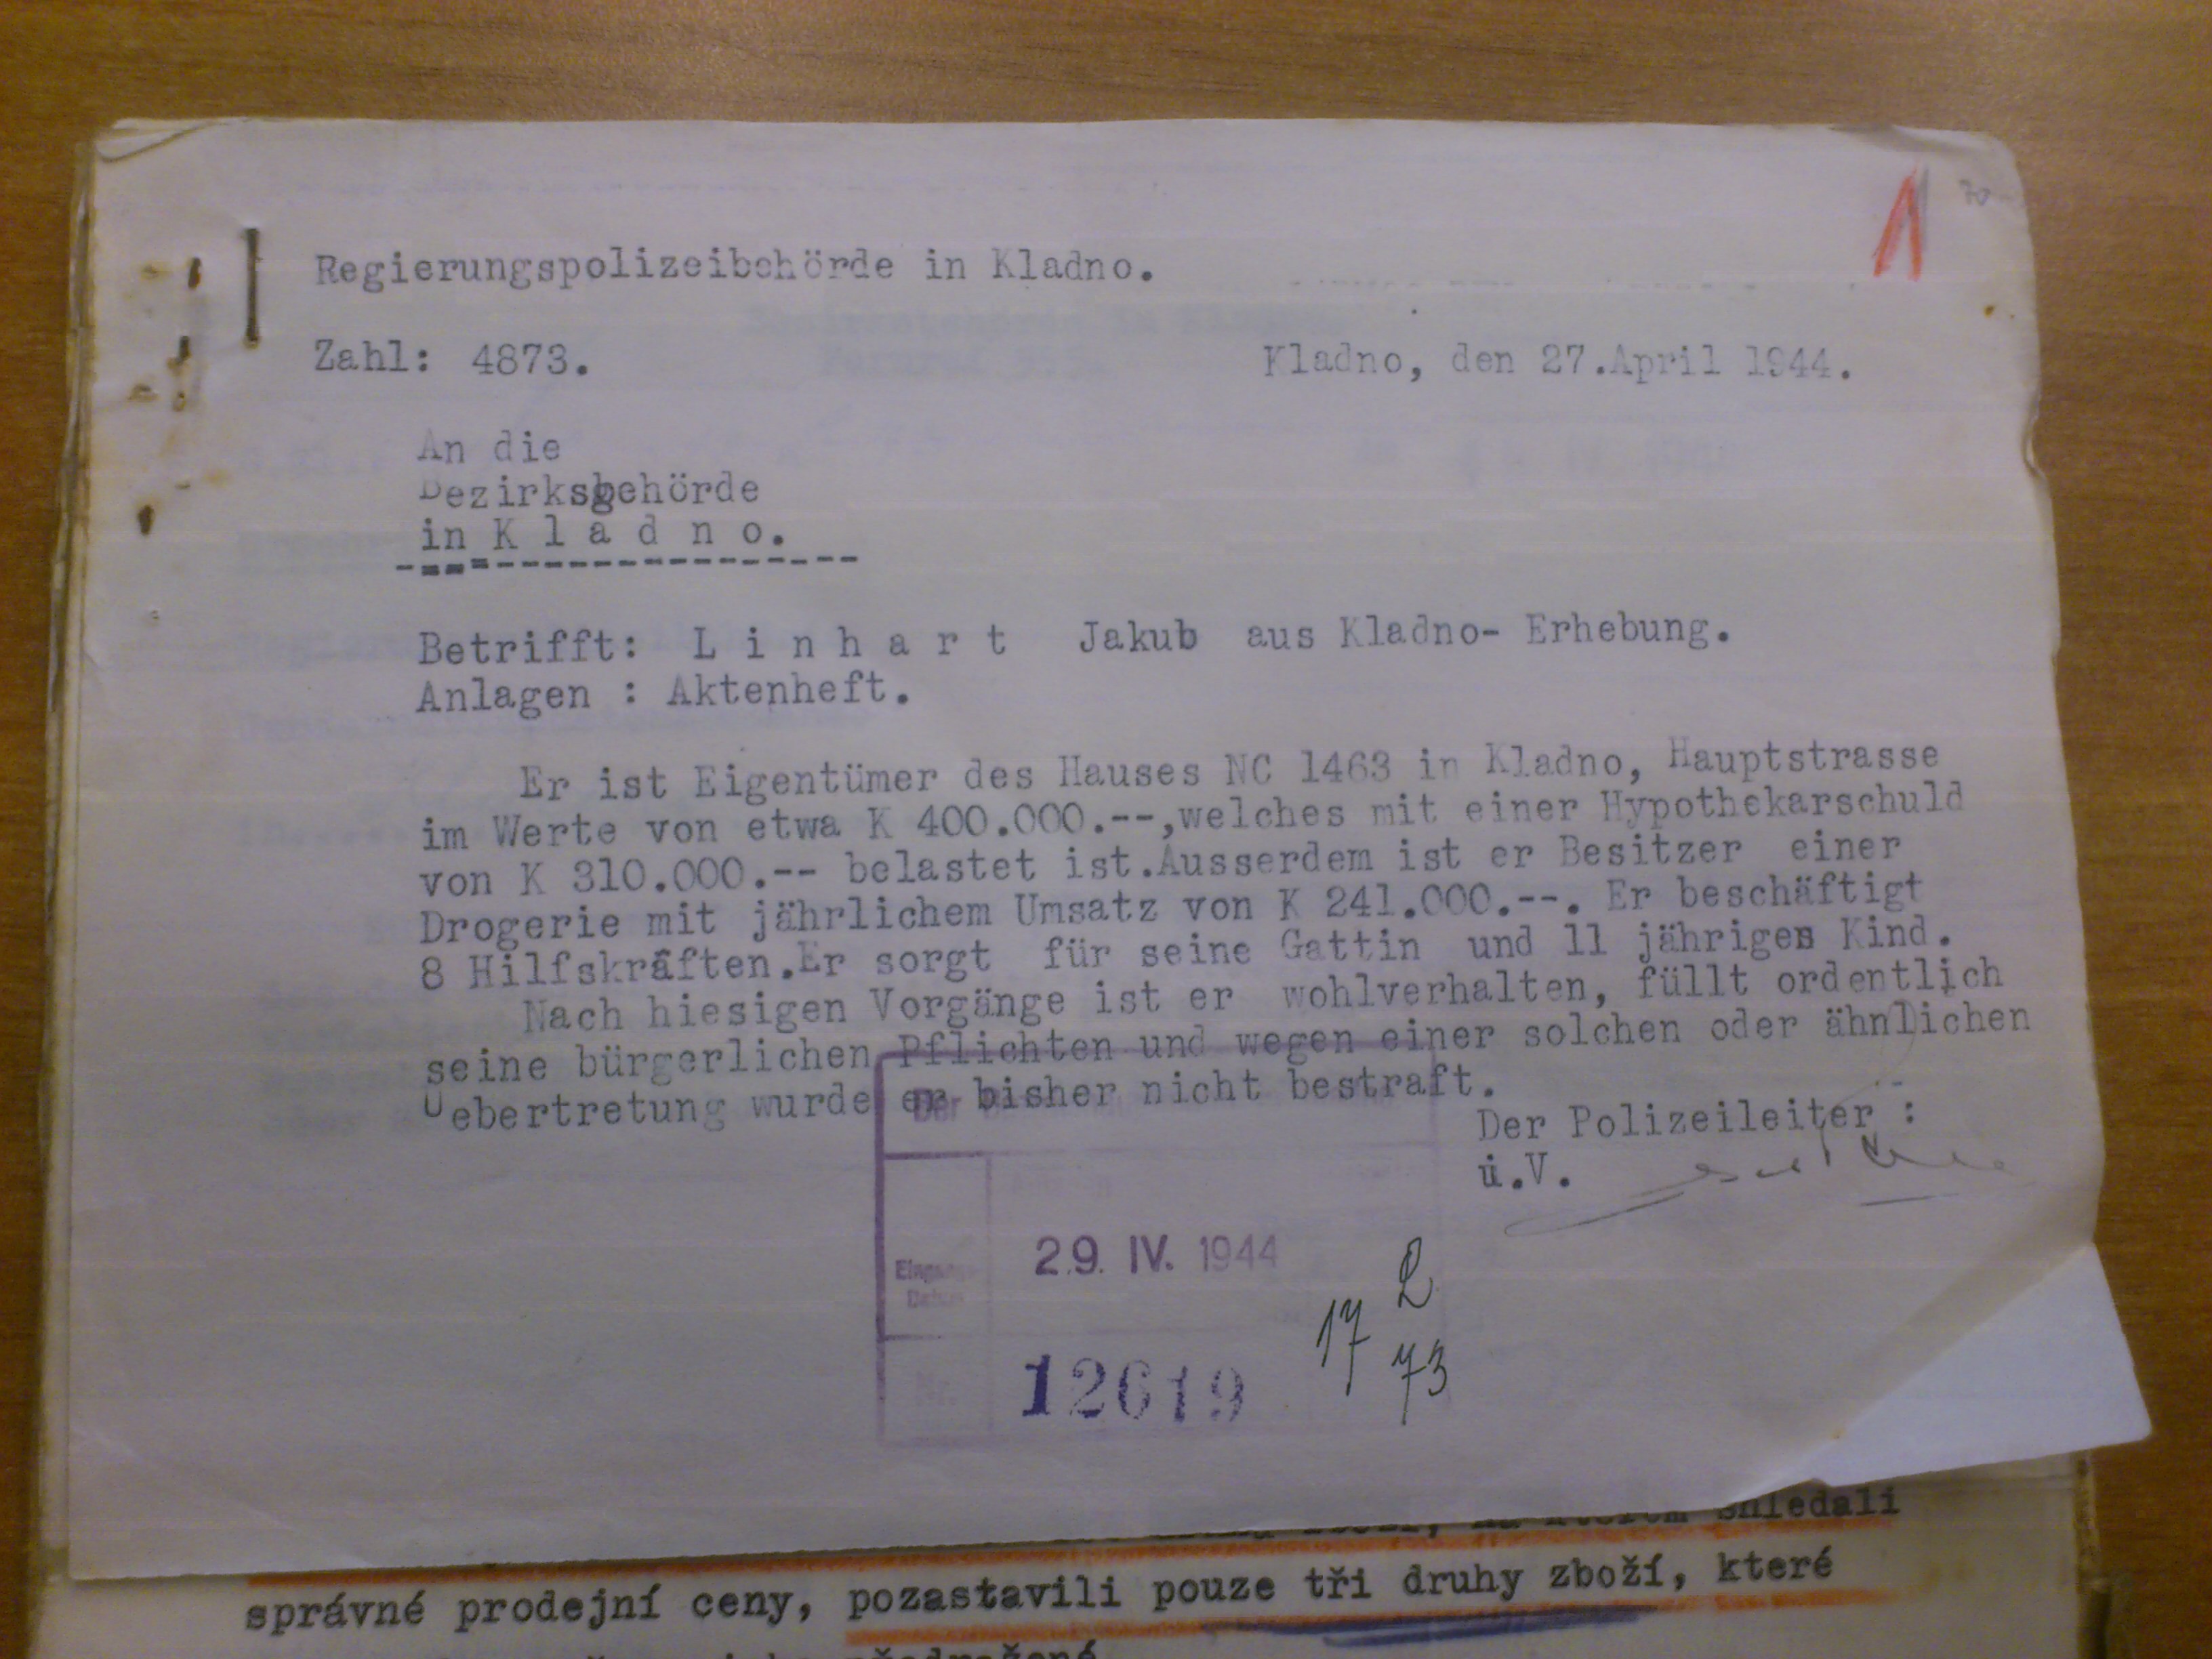 1
Regierungspolizeibehörde in Kladno.
Zahl: 4873.
Kladno, den 27.April 1944.
An die
Bezirksbehörde
in K l a d n o.
Betrifft: L i n h a r t Jakub aus Kladno- Erhebung.
Anlagen : Aktenheft.
Er ist Eigentümer des Hauses NC 1463 in Kladno, Hauptstrasse
im Werte von etwa K 400.000.--,welches mit einer Hypothekarschuld
von K 310.000.-- belastet ist.Ausserdem ist er Besitzer einer
Drogerie mit jährlichem Umsatz von K 241.000.--. Er beschäftigt
8 Hilfskräften.Er sorgt für seine Gattin und 11 jähriges Kind.
Nach hiesigen Vorgänge ist er wohlverhalten, füllt ordentlich
seine bürgerlichen Pflichten und wegen einer solchen oder ähnlichen
Uebertretung wurde er bisher nicht bestraft.
Der Polizeileiter :
i.V.
Der
Eingangs-
Datum
29. IV. 1944
Nr.
12619
2
17
73
shledali
správné prodejní ceny, pozastavili pouze tři druhy zboží, které